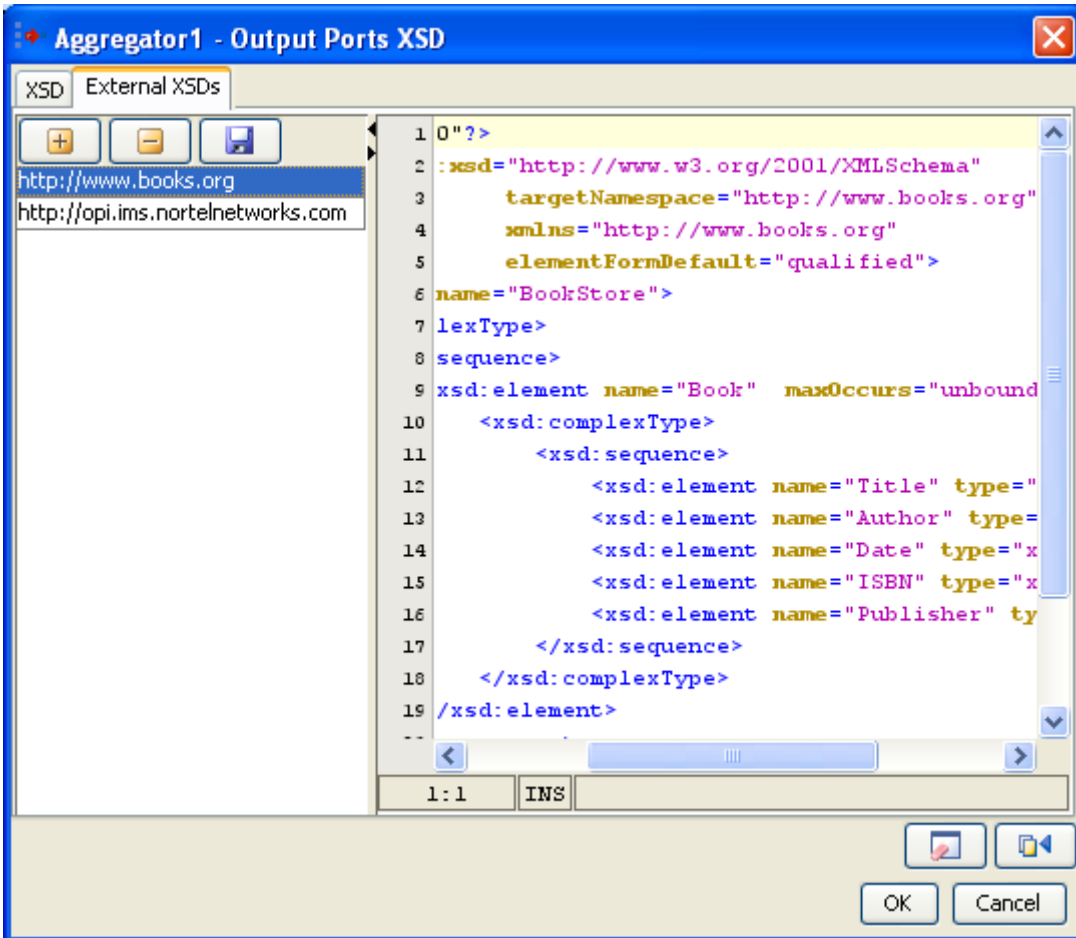 Aggregator1 - Output Ports XSD
XSD External XSDs
http://www.books.org
http://opi.ims.nortelnetworks.com
1 0"?>
2 :xsd="http://www.w3.org/2001/XMLSchema"
3 targetNamespace="http://www.books.org"
4 xmlns="http://www.books.org"
5 elementFormDefault="qualified">
6 name="BookStore">
7 lexType>
8 sequence>
9 xsd:element name="Book" maxOccurs="unbound
10 <xsd:complexType>
11 <xsd:sequence>
12 <xsd:element name="Title" type="
13 <xsd:element name="Author" type=
14 <xsd:element name="Date" type="x
15 <xsd:element name="ISBN" type="x
16 <xsd:element name="Publisher" ty
17 </xsd:sequence>
18 </xsd:complexType>
19 /xsd:element>
1:1 INS
OK Cancel